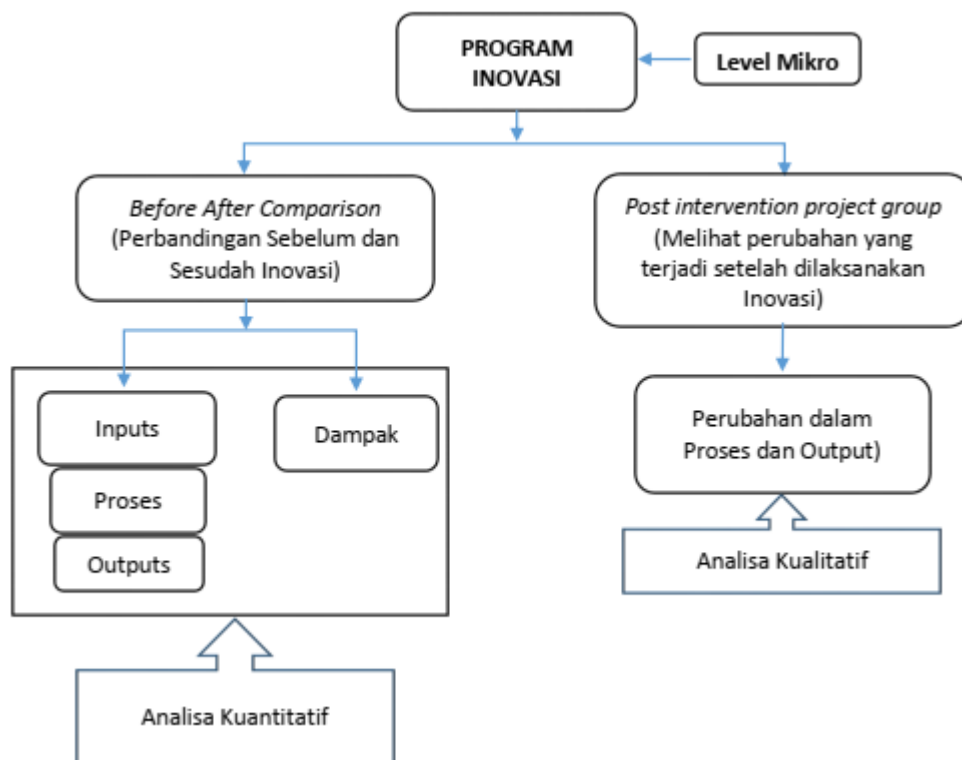 PROGRAM
INOVASI
Level Mikro
Before After Comparison
(Perbandingan Sebelum dan
Sesudah Inovasi)
Post intervention project group
(Melihat perubahan yang
terjadi setelah dilaksanakan
Inovasi)
Inputs
Proses
Outputs
Dampak
Perubahan dalam
Proses dan Output)
Analisa Kualitatif
Analisa Kuantitatif